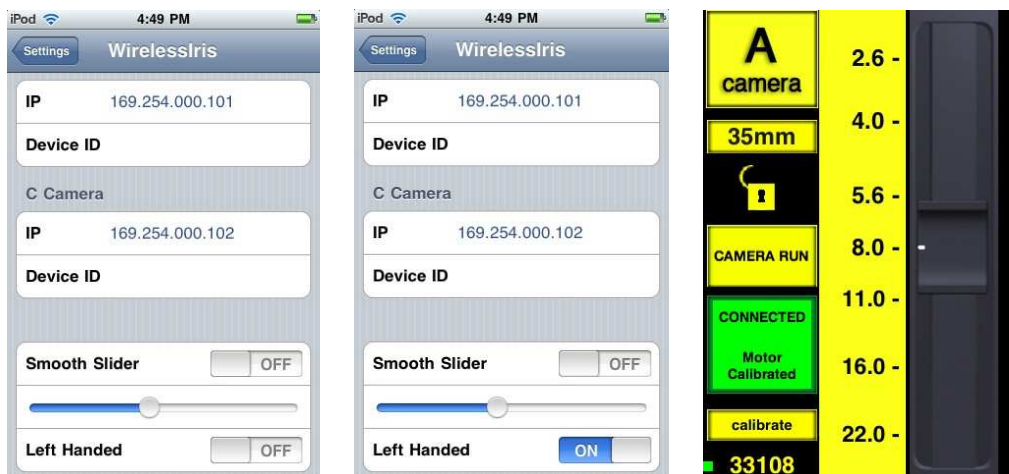 iPod 4:49 PM
Settings WirelessIris
IP 169.254.000.101
Device ID
C Camera
IP 169.254.000.102
Device ID
Smooth Slider OFF
Left Handed OFF
iPod 4:49 PM
Settings WirelessIris
IP 169.254.000.101
Device ID
C Camera
IP 169.254.000.102
Device ID
Smooth Slider OFF
Left Handed ON
A
camera
35mm
CAMERA RUN
CONNECTED
Motor
Calibrated
calibrate
33108
2.6 -
4.0 -
5.6 -
8.0 -
11.0 -
16.0 -
22.0 -